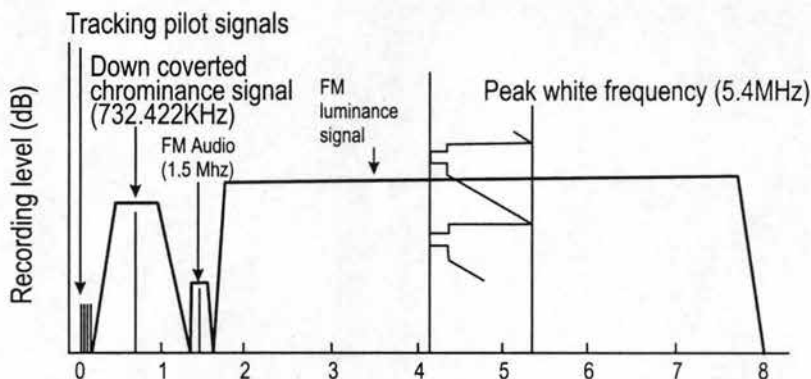 Tracking pilot signals
Down coverted
chrominance signal
(732.422KHz)
FM Audio
(1.5 Mhz)
FM
luminance
signal
Peak white frequency (5.4MHz)
Recording level (dB)
0 1 2 3 4 5 6 7 8